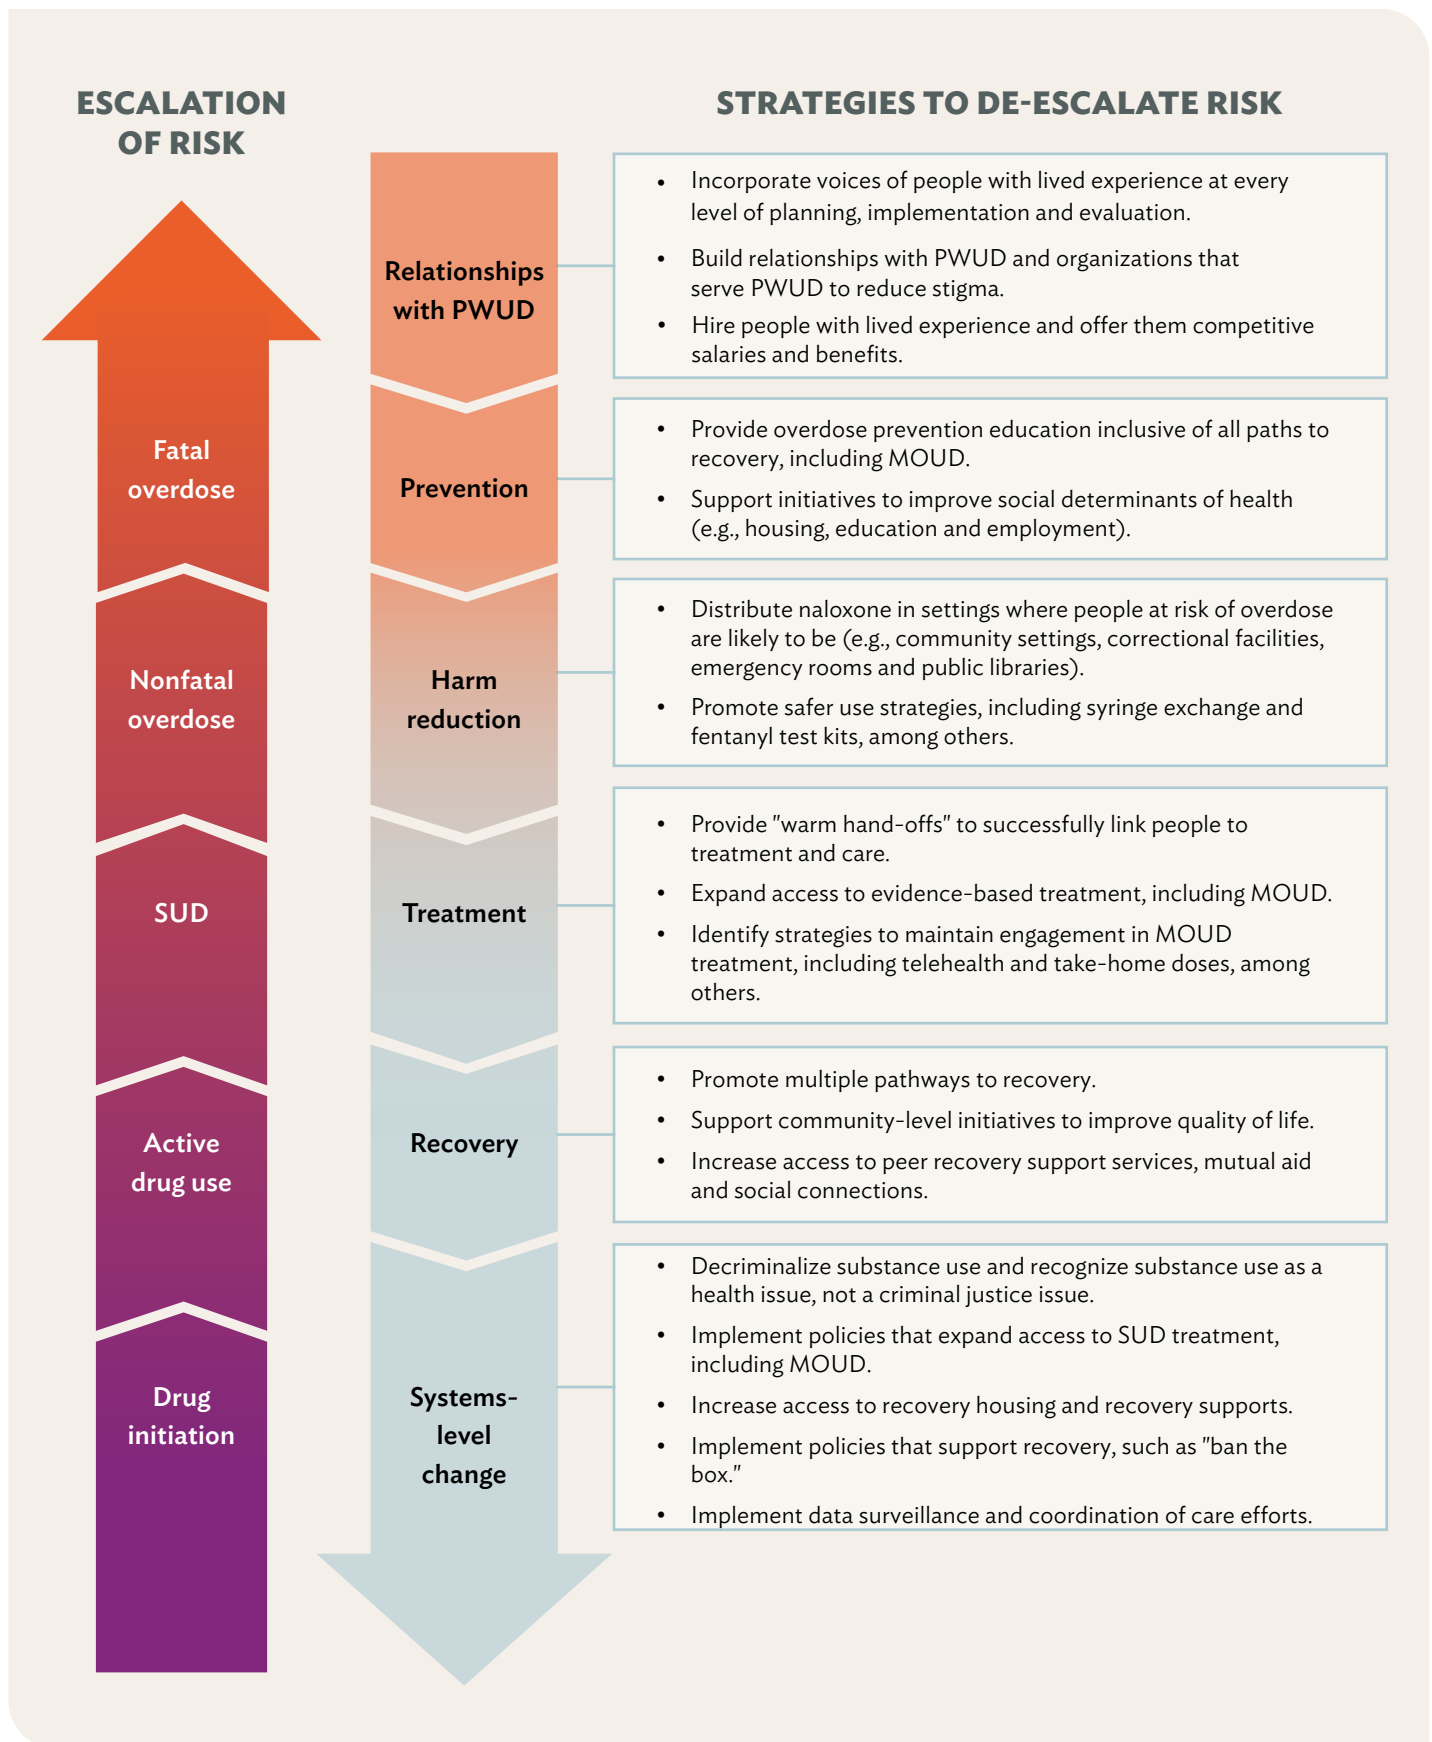 ESCALATION
OF RISK
Fatal
overdose
Nonfatal
overdose
SUD
Active
drug use
Drug
initiation
STRATEGIES TO DE-ESCALATE RISK
Relationships
with PWUD
• Incorporate voices of people with lived experience at every
level of planning, implementation and evaluation.
• Build relationships with PWUD and organizations that
serve PWUD to reduce stigma.
• Hire people with lived experience and offer them competitive
salaries and benefits.
Prevention
• Provide overdose prevention education inclusive of all paths to
recovery, including MOUD.
• Support initiatives to improve social determinants of health
(e.g., housing, education and employment).
Harm
reduction
• Distribute naloxone in settings where people at risk of overdose
are likely to be (e.g., community settings, correctional facilities,
emergency rooms and public libraries).
• Promote safer use strategies, including syringe exchange and
fentanyl test kits, among others.
Treatment
• Provide "warm hand-offs" to successfully link people to
treatment and care.
• Expand access to evidence-based treatment, including MOUD.
• Identify strategies to maintain engagement in MOUD
treatment, including telehealth and take-home doses, among
others.
Recovery
• Promote multiple pathways to recovery.
• Support community-level initiatives to improve quality of life.
• Increase access to peer recovery support services, mutual aid
and social connections.
Systems-
level
change
• Decriminalize substance use and recognize substance use as a
health issue, not a criminal justice issue.
• Implement policies that expand access to SUD treatment,
including MOUD.
• Increase access to recovery housing and recovery supports.
• Implement policies that support recovery, such as "ban the
box."
• Implement data surveillance and coordination of care efforts.